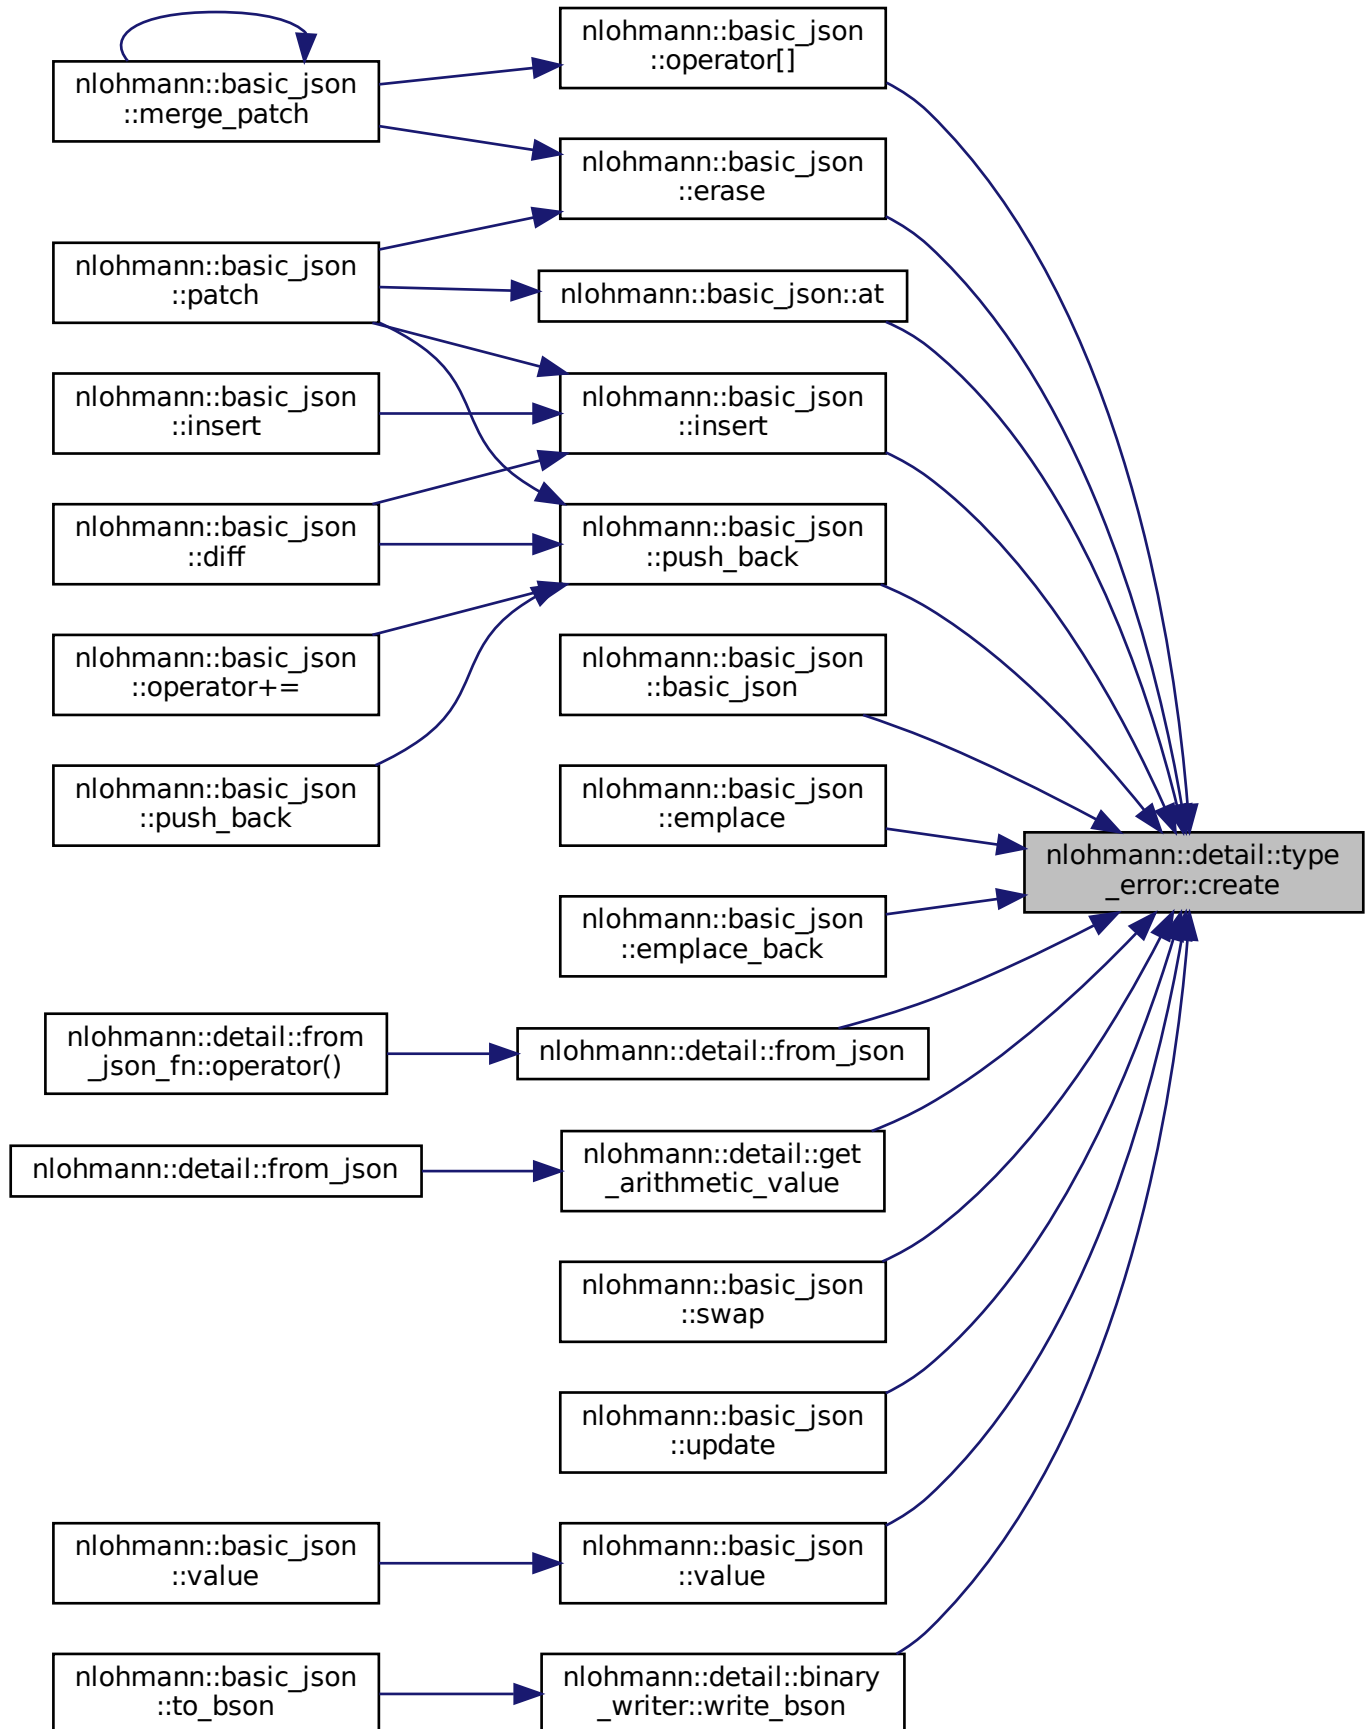 nlohmann::basic_json
::operator[]
nlohmann::basic_json
::merge_patch
nlohmann::basic_json
::erase
nlohmann::basic_json
::patch
nlohmann::basic_json::at
nlohmann::basic_json
::insert
nlohmann::basic_json
::insert
nlohmann::basic_json
::diff
nlohmann::basic_json
::push_back
nlohmann::basic_json
::operator+=
nlohmann::basic_json
::basic_json
nlohmann::basic_json
::push_back
nlohmann::basic_json
::emplace
nlohmann::detail::type
_error::create
nlohmann::basic_json
::emplace_back
nlohmann::detail::from
_json_fn::operator()
nlohmann::detail::from_json
nlohmann::detail::from_json
nlohmann::detail::get
_arithmetic_value
nlohmann::basic_json
::swap
nlohmann::basic_json
::update
nlohmann::basic_json
::value
nlohmann::basic_json
::value
nlohmann::basic_json
::to_bson
nlohmann::detail::binary
_writer::write_bson